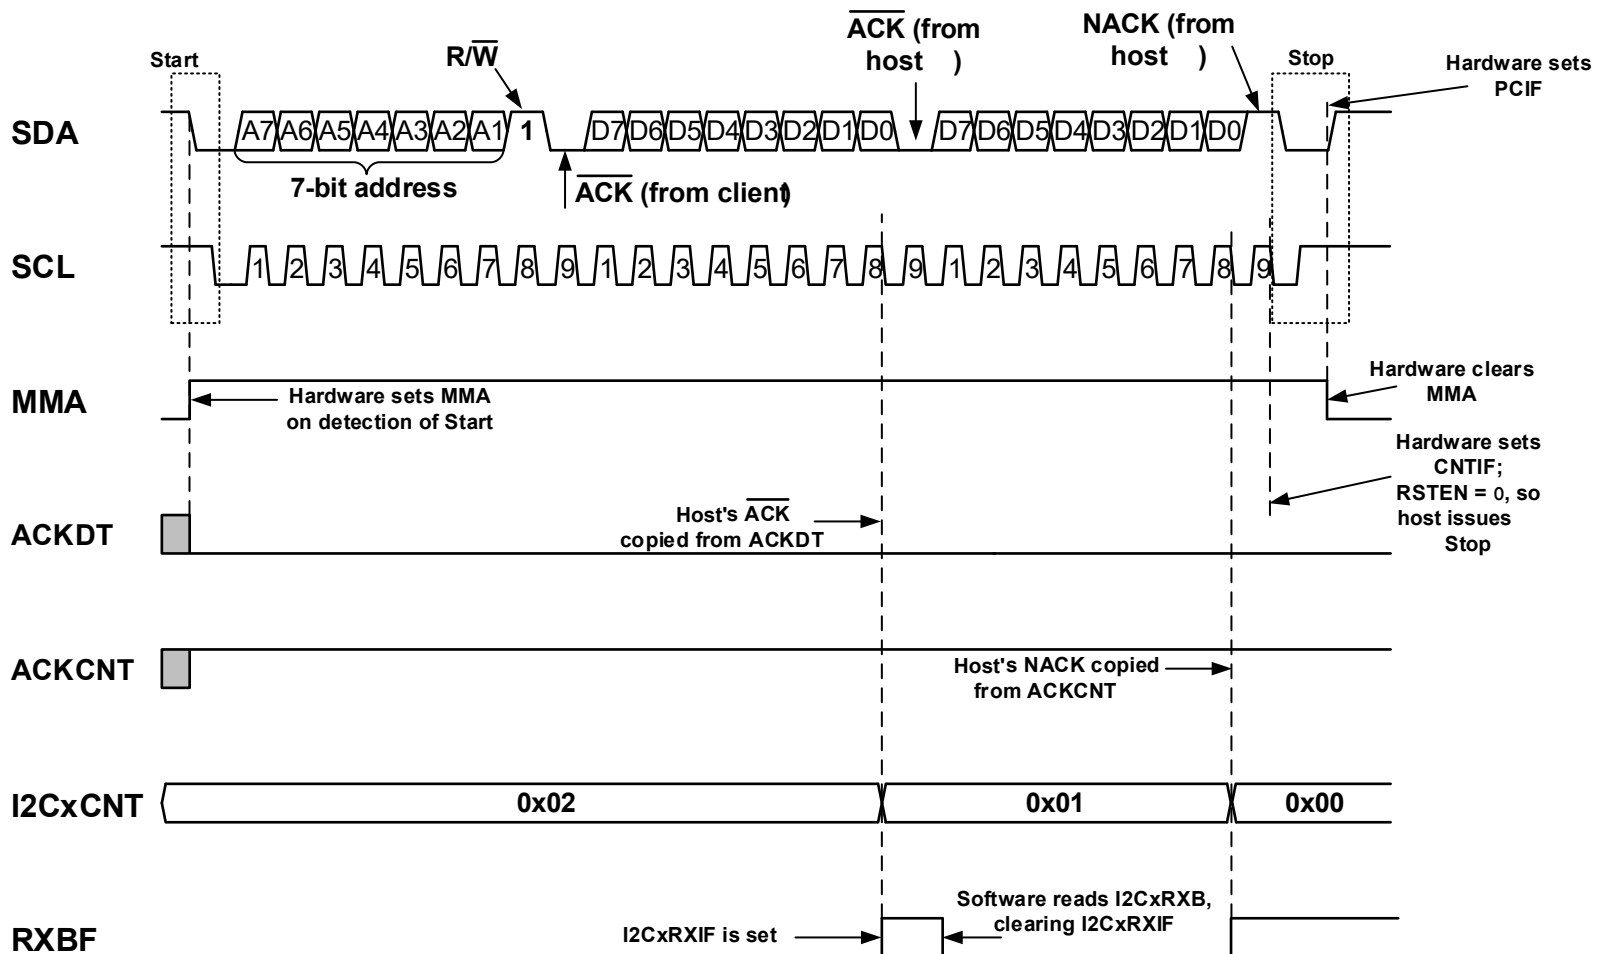 Start
R/W̅
A̅C̅K̅ (from
host )
NACK (from
host )
Stop
Hardware sets
PCIF
SDA
A7 A6 A5 A4 A3 A2 A1 1 D7 D6 D5 D4 D3 D2 D1 D0 D7 D6 D5 D4 D3 D2 D1 D0
7-bit address
A̅C̅K̅ (from client)
SCL
1 2 3 4 5 6 7 8 9 1 2 3 4 5 6 7 8 9 1 2 3 4 5 6 7 8 9
MMA
Hardware sets MMA
on detection of Start
Hardware clears
MMA
Hardware sets
CNTIF;
RSTEN = 0, so
host issues
Stop
ACKDT
Host's A̅C̅K̅
copied from ACKDT
ACKCNT
Host's NACK copied
from ACKCNT
I2CxCNT
0x02 0x01 0x00
RXBF
I2CxRXIF is set
Software reads I2CxRXB,
clearing I2CxRXIF